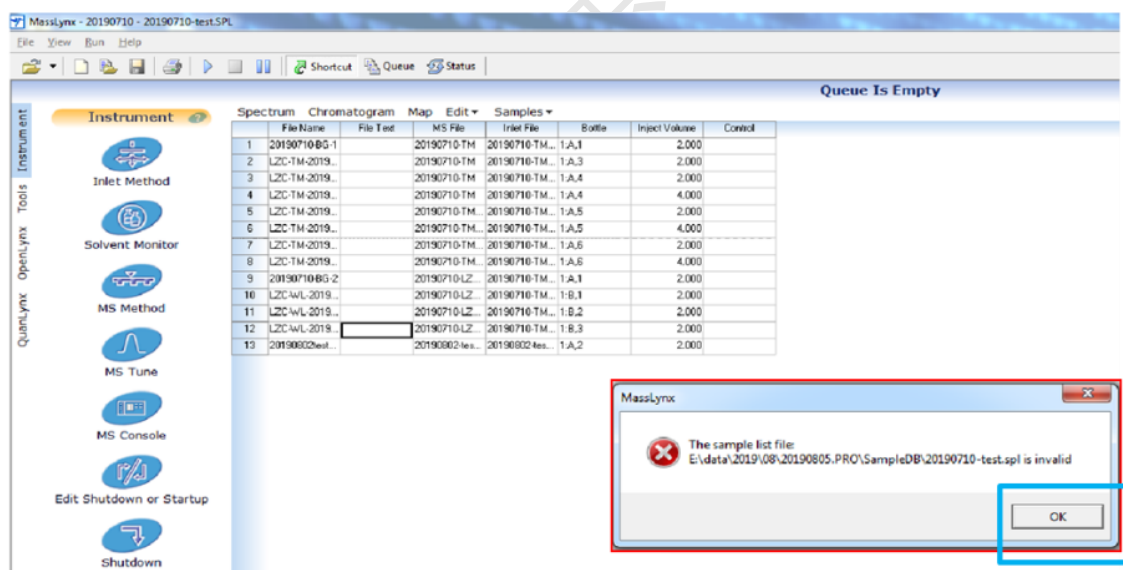 MassLynx - 20190710 - 20190710-test.SPL
File View Run Help
Shortcut Queue Status
Queue Is Empty
Instrument
Tools
OpenLynx
QuanLynx
Instrument
Inlet Method
Solvent Monitor
MS Method
MS Tune
MS Console
Edit Shutdown or Startup
Shutdown
Spectrum Chromatogram Map Edit Samples
File Name File Text MS File Inlet File Bottle Inject Volume Control
1 20190710-BG-1 20190710-TM 20190710-TM... 1:A,1 2.000
2 LZC-TM-2019... 20190710-TM 20190710-TM... 1:A,3 2.000
3 LZC-TM-2019... 20190710-TM 20190710-TM... 1:A,4 2.000
4 LZC-TM-2019... 20190710-TM 20190710-TM... 1:A,4 4.000
5 LZC-TM-2019... 20190710-TM... 20190710-TM... 1:A,5 2.000
6 LZC-TM-2019... 20190710-TM... 20190710-TM... 1:A,5 4.000
7 LZC-TM-2019... 20190710-TM... 20190710-TM... 1:A,6 2.000
8 LZC-TM-2019... 20190710-TM... 20190710-TM... 1:A,6 4.000
9 20190710-BG-2 20190710-LZ... 20190710-TM... 1:A,1 2.000
10 LZC-WL-2019... 20190710-LZ... 20190710-TM... 1:B,1 2.000
11 LZC-WL-2019... 20190710-LZ... 20190710-TM... 1:B,2 2.000
12 LZC-WL-2019... 20190710-LZ... 20190710-TM... 1:B,3 2.000
13 20190802test... 20190802-tes... 20190802-tes... 1:A,2 2.000
MassLynx
The sample list file:
E:\data\2019\08\20190805.PRO\SampleDB\20190710-test.spl is invalid
OK